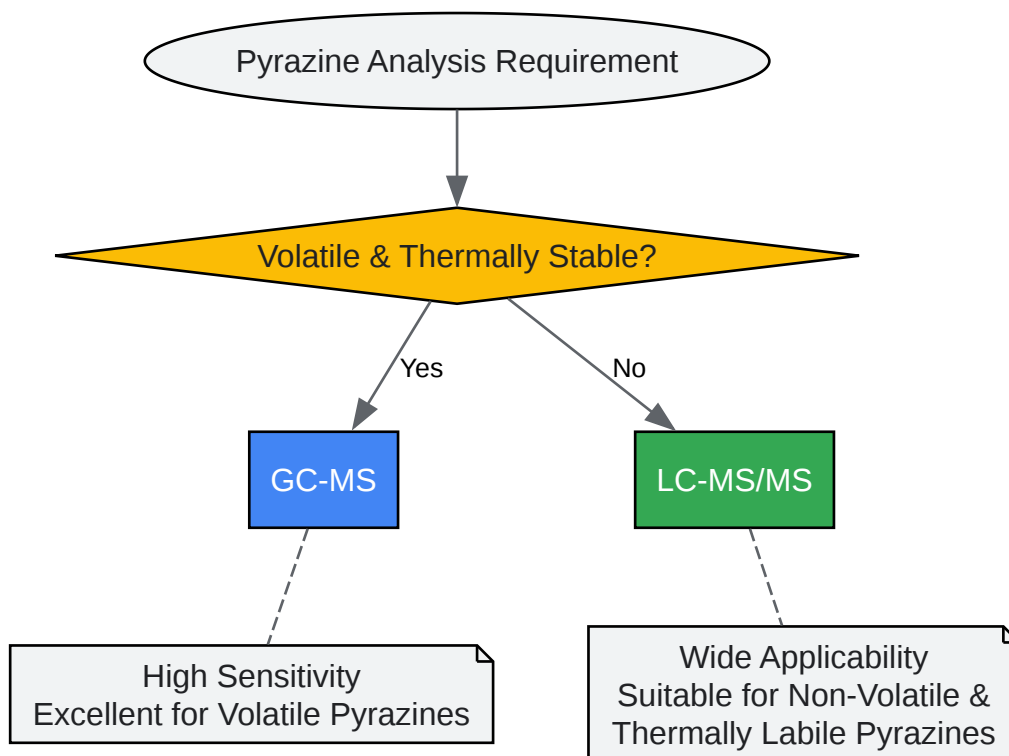 Pyrazine Analysis Requirement
Volatile & Thermally Stable?
Yes
No
GC-MS
LC-MS/MS
High Sensitivity
Excellent for Volatile Pyrazines
Wide Applicability
Suitable for Non-Volatile &
Thermally Labile Pyrazines